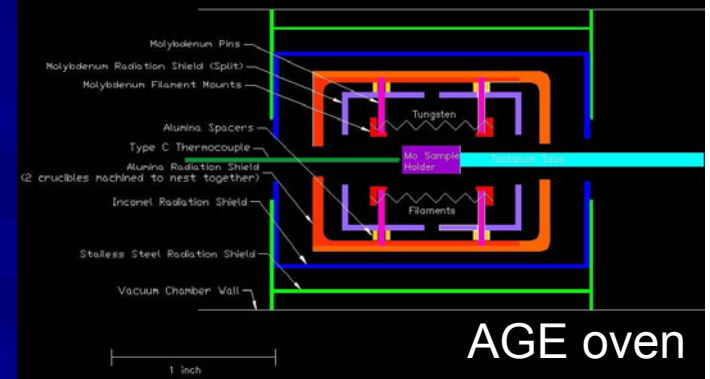 Molybdenum Pins
Molybdenum Radiation Shield (Split)
Molybdenum Filament Mounts
Tungsten
Alumina Spacers
Type C Thermocouple
Mo Sample
Holder
Tantalum Tube
Alumina Radiation Shield
(2 crucibles machined to nest together)
Inconel Radiation Shield
Filaments
Stailess Steel Radiation Shield
Vacuum Chamber Wall
AGE oven
1 inch